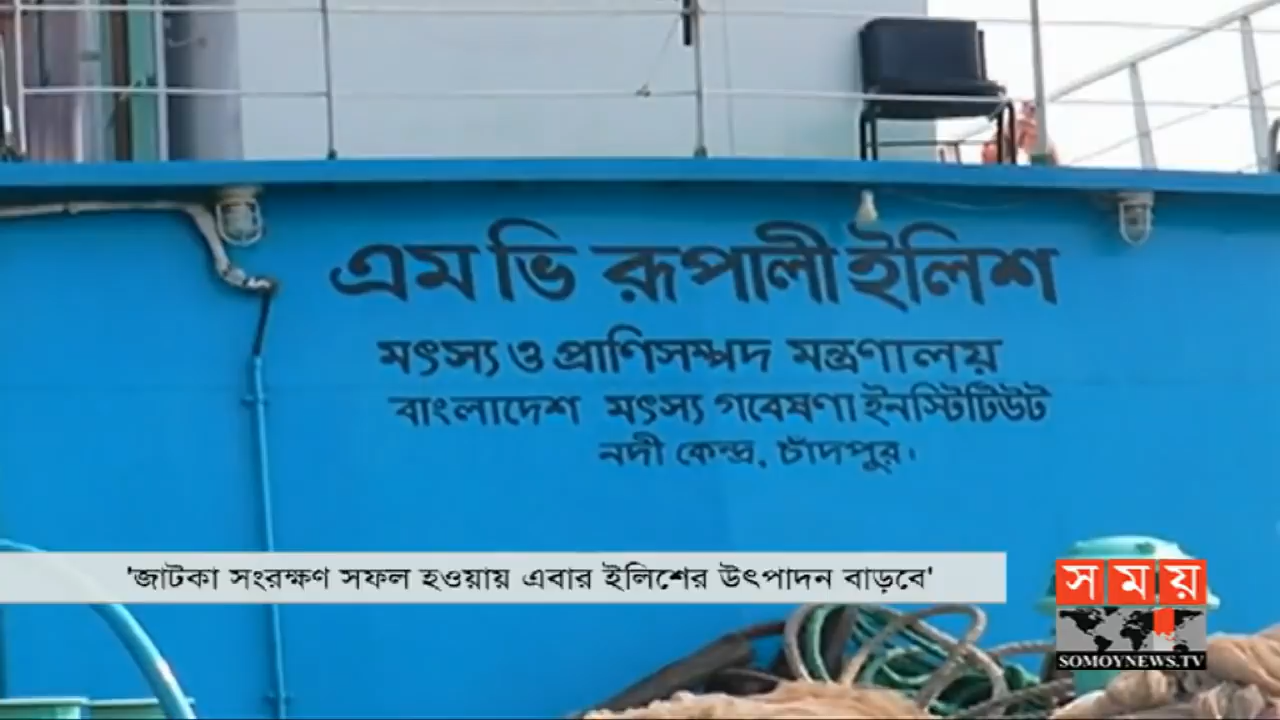 এম ভি রূপালী ইলিশ
মৎস্য ও প্রাণিসম্পদ মন্ত্রণালয়
বাংলাদেশ মৎস্য গবেষণা ইনস্টিটিউট
নদী কেন্দ্র, চাঁদপুর।
'জাটকা সংরক্ষণ সফল হওয়ায় এবার ইলিশের উৎপাদন বাড়বে'
সময়
SOMOYNEWS.TV